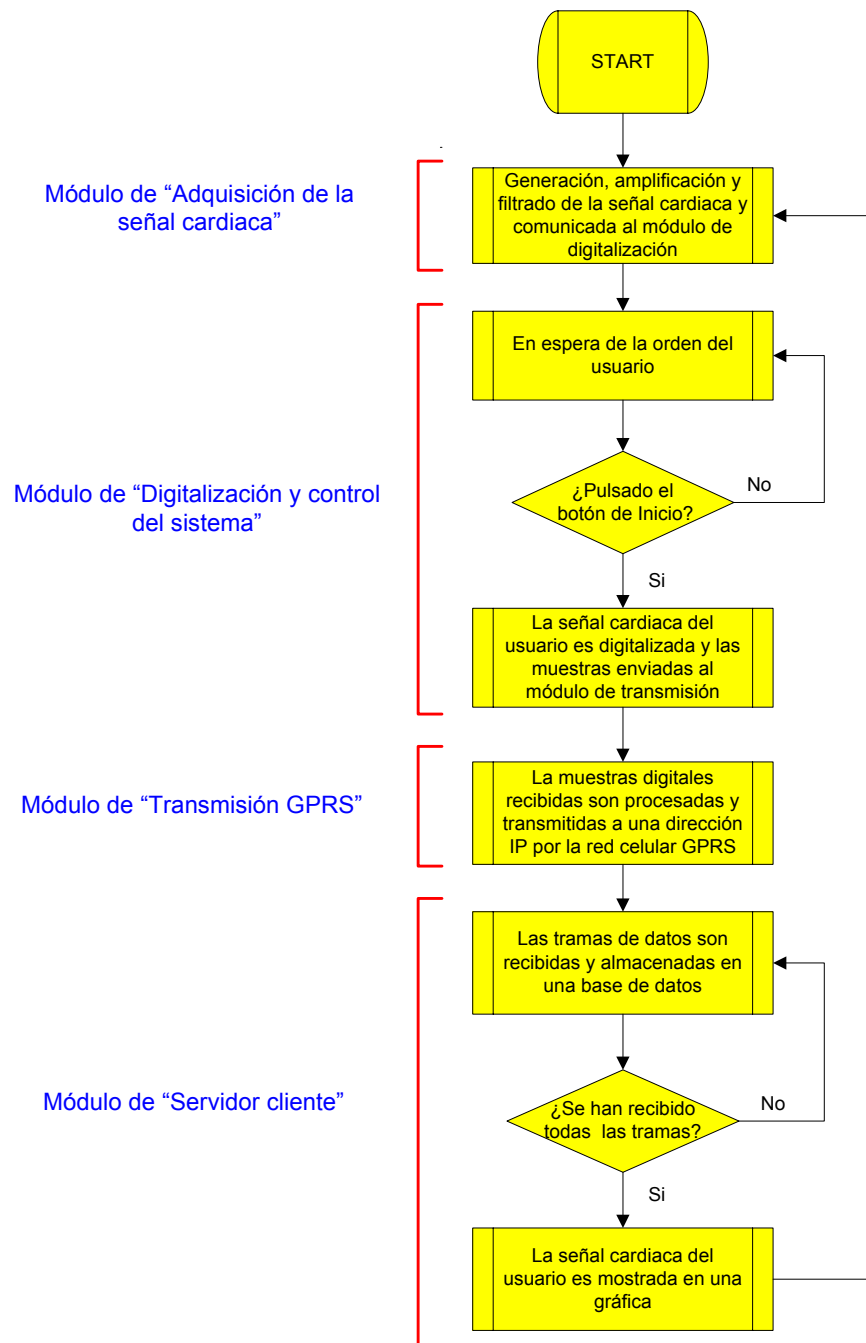 START
Módulo de “Adquisición de la
señal cardiaca”
Generación, amplificación y
filtrado de la señal cardiaca y
comunicada al módulo de
digitalización
En espera de la orden del
usuario
Módulo de “Digitalización y control
del sistema”
¿Pulsado el
botón de Inicio?
No
Si
La señal cardiaca del
usuario es digitalizada y las
muestras enviadas al
módulo de transmisión
Módulo de “Transmisión GPRS”
La muestras digitales
recibidas son procesadas y
transmitidas a una dirección
IP por la red celular GPRS
Las tramas de datos son
recibidas y almacenadas en
una base de datos
Módulo de “Servidor cliente”
¿Se han recibido
todas las tramas?
No
Si
La señal cardiaca del
usuario es mostrada en una
gráfica